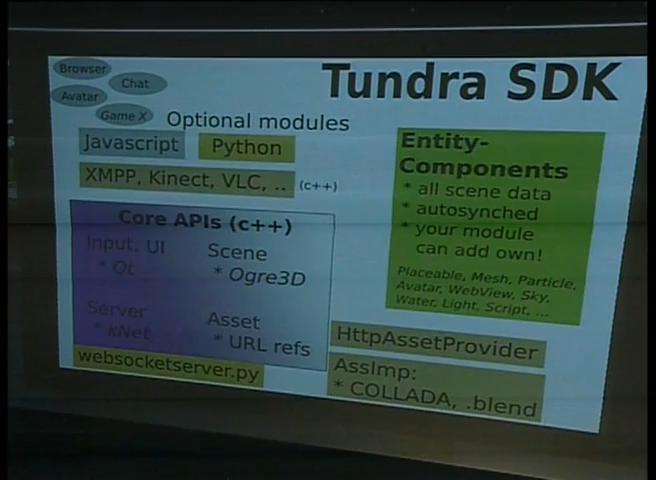 Tundra SDK
Browser
Chat
Avatar
Game X
Optional modules
Javascript
Python
XMPP, Kinect, VLC, .. (c++)
Core APIs (c++)
Input, UI
* Qt
Scene
* Ogre3D
Server
* kNet
Asset
* URL refs
websocketserver.py
Entity-
Components
* all scene data
* autosynched
* your module
can add own!
Placeable, Mesh, Particle,
Avatar, WebView, Sky,
Water, Light, Script, ...
HttpAssetProvider
AssImp:
* COLLADA, .blend